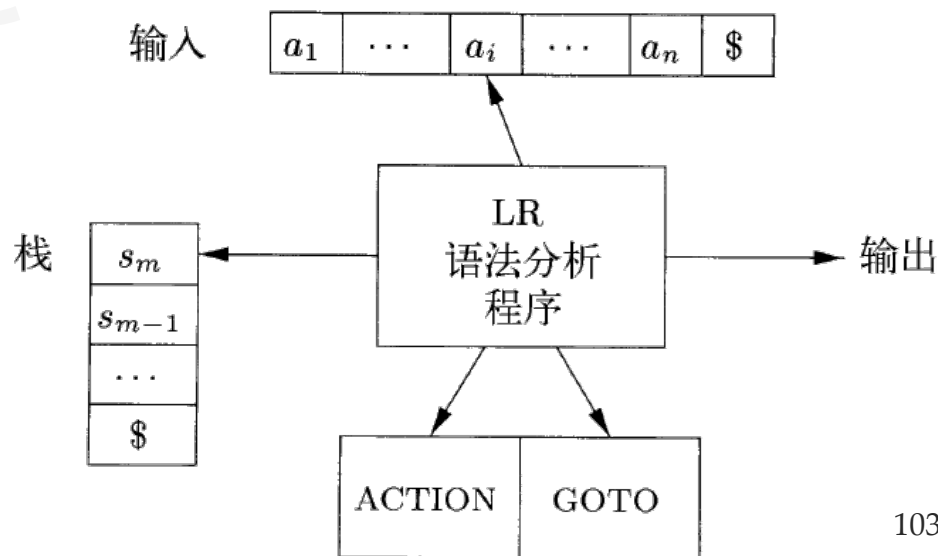 输入 a₁ ··· aᵢ ··· aₙ $
LR
语法分析
程序
栈
sₘ
sₘ₋₁
···
$
输出
ACTION GOTO
103